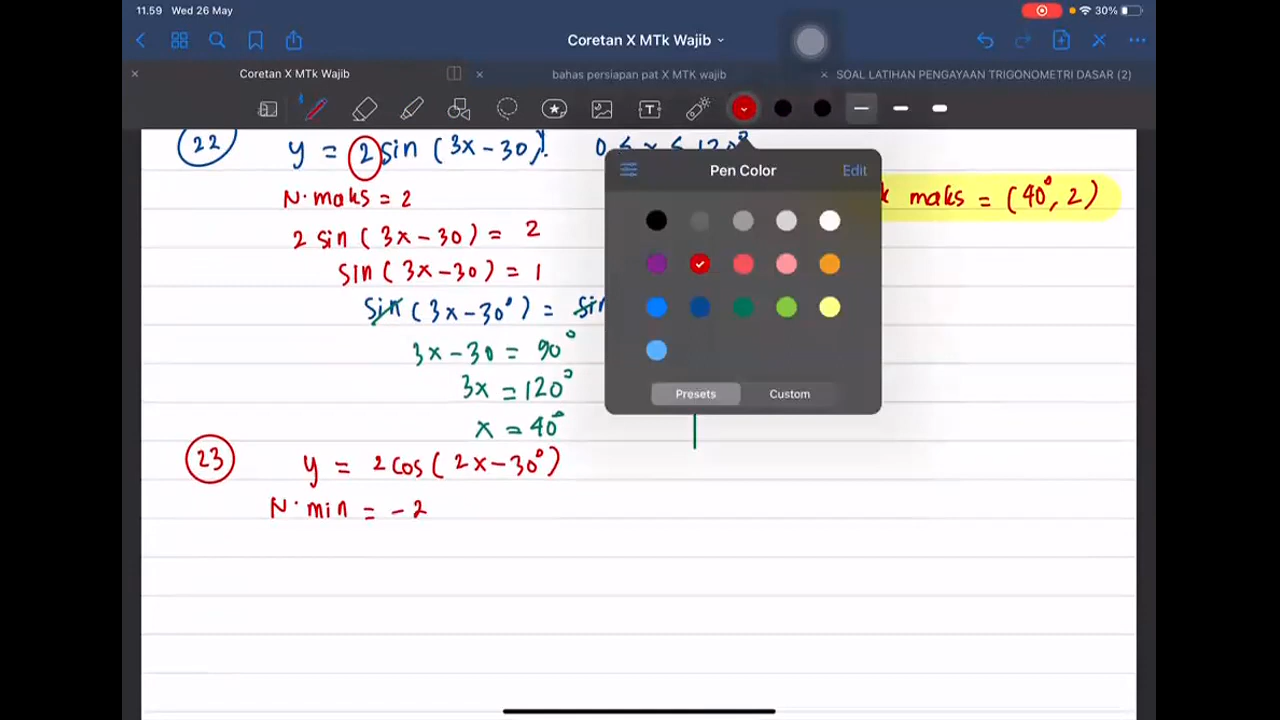 11.59 Wed 26 May 30%
Coretan X MTk Wajib
Coretan X MTk Wajib bahas persiapan pat X MTK wajib SOAL LATIHAN PENGAYAAN TRIGONOMETRI DASAR (2)
22 y = 2 sin (3x - 30)
N. maks = 2
maks = (40°, 2)
2 sin (3x - 30) = 2
sin (3x - 30) = 1
sin (3x - 30°) = sin
3x - 30 = 90°
3x = 120°
x = 40°
Pen Color Edit
Presets Custom
23 y = 2 cos (2x - 30°)
N. min = -2